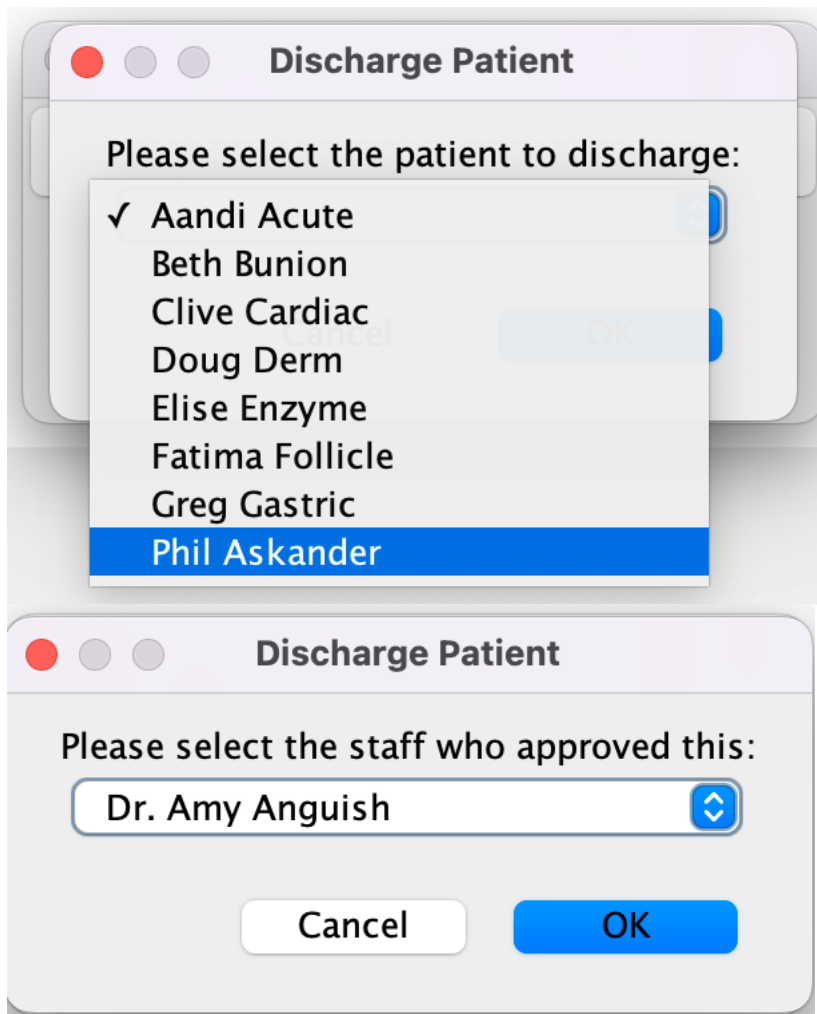 Discharge Patient
Please select the patient to discharge:
✓ Aandi Acute
Beth Bunion
Clive Cardiac
Cancel OK
Doug Derm
Elise Enzyme
Fatima Follicle
Greg Gastric
Phil Askander
Discharge Patient
Please select the staff who approved this:
Dr. Amy Anguish
Cancel OK